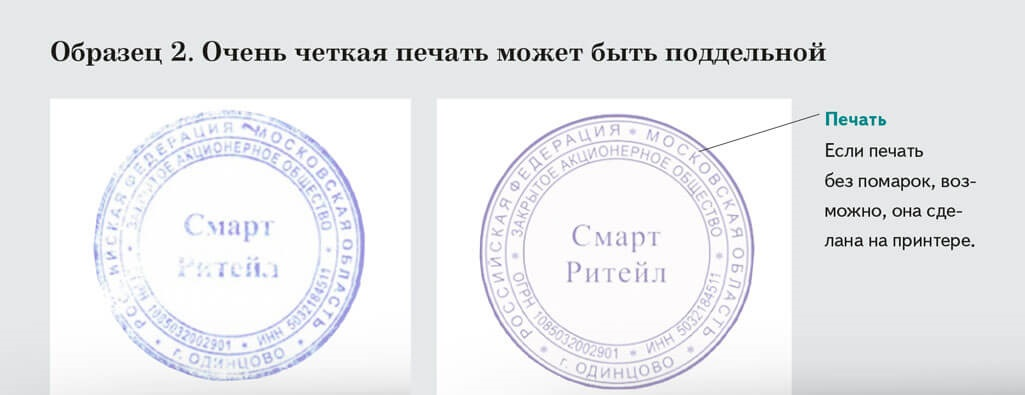 Образец 2. Очень четкая печать может быть поддельной
РОССИЙСКАЯ ФЕДЕРАЦИЯ МОСКОВСКАЯ ОБЛАСТЬ
г. ОДИНЦОВО
ЗАКРЫТОЕ АКЦИОНЕРНОЕ ОБЩЕСТВО
1085032002901 * ИНН 5032184511
Смарт
Ритейл
РОССИЙСКАЯ ФЕДЕРАЦИЯ * МОСКОВСКАЯ ОБЛАСТЬ
* г. ОДИНЦОВО *
ЗАКРЫТОЕ АКЦИОНЕРНОЕ ОБЩЕСТВО
* ОГРН 1085032002901 * ИНН 5032184511 *
Смарт
Ритейл
Печать
Если печать
без помарок, воз-
можно, она сде-
лана на принтере.